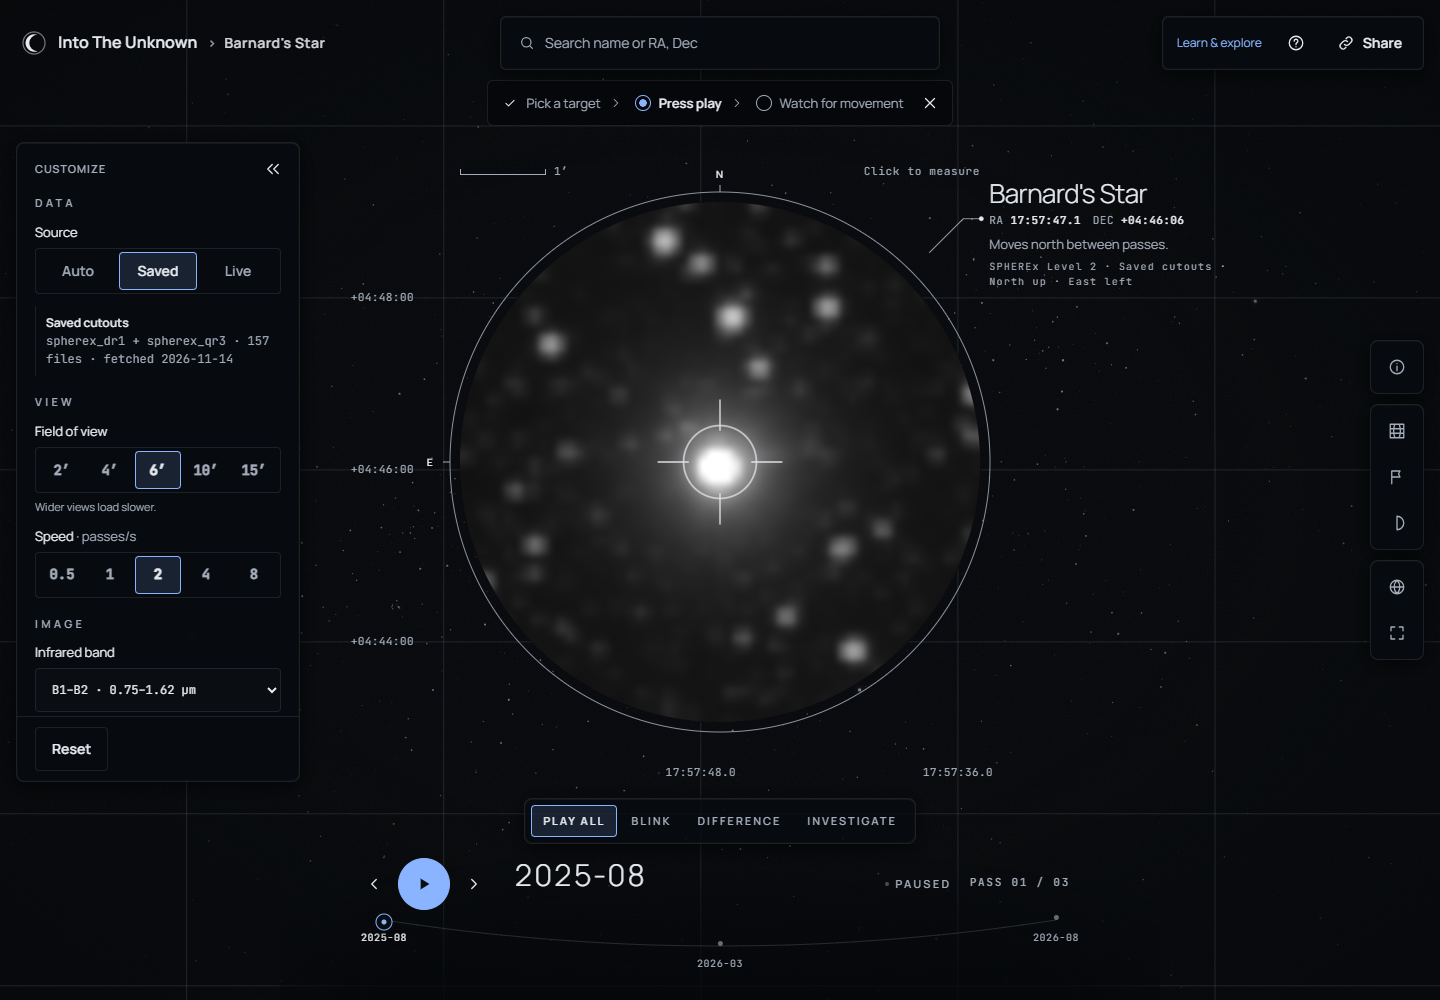 Into The Unknown › Barnard's Star
Search name or RA, Dec
Learn & explore
Share
Pick a target
Press play
Watch for movement
CUSTOMIZE
DATA
Source
Auto Saved Live
Saved cutouts
spherex_dr1 + spherex_qr3 · 157
files · fetched 2026-11-14
VIEW
Field of view
2′ 4′ 6′ 10′ 15′
Wider views load slower.
Speed · passes/s
0.5 1 2 4 8
IMAGE
Infrared band
B1–B2 · 0.75–1.62 µm
Reset
1′
N
Click to measure
E
+04:48:00
+04:46:00
+04:44:00
17:57:48.0
17:57:36.0
Barnard's Star
RA 17:57:47.1 DEC +04:46:06
Moves north between passes.
SPHEREx Level 2 · Saved cutouts ·
North up · East left
PLAY ALL BLINK DIFFERENCE INVESTIGATE
2025-08
PAUSED PASS 01 / 03
2025-08
2026-03
2026-08